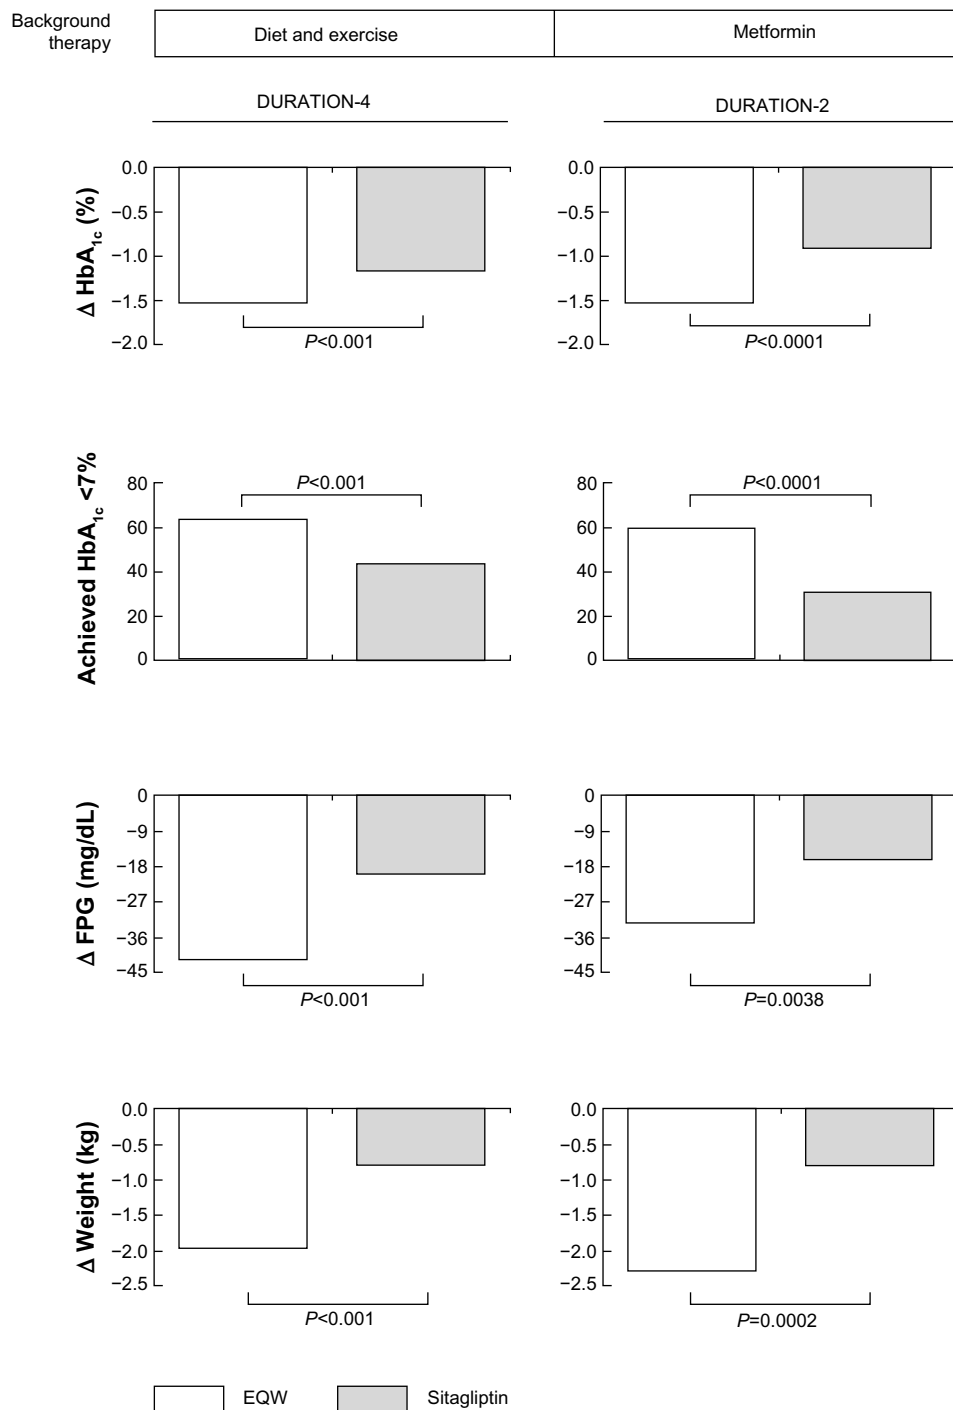 Background
therapy
Diet and exercise
Metformin
DURATION-4
DURATION-2
Δ HbA1c (%)
0.0
−0.5
−1.0
−1.5
−2.0
P<0.001
0.0
−0.5
−1.0
−1.5
−2.0
P<0.0001
Achieved HbA1c <7%
80
60
40
20
0
P<0.001
80
60
40
20
0
P<0.0001
Δ FPG (mg/dL)
0
−9
−18
−27
−36
−45
P<0.001
0
−9
−18
−27
−36
−45
P=0.0038
Δ Weight (kg)
0.0
−0.5
−1.0
−1.5
−2.0
−2.5
P<0.001
0.0
−0.5
−1.0
−1.5
−2.0
−2.5
P=0.0002
EQW
Sitagliptin